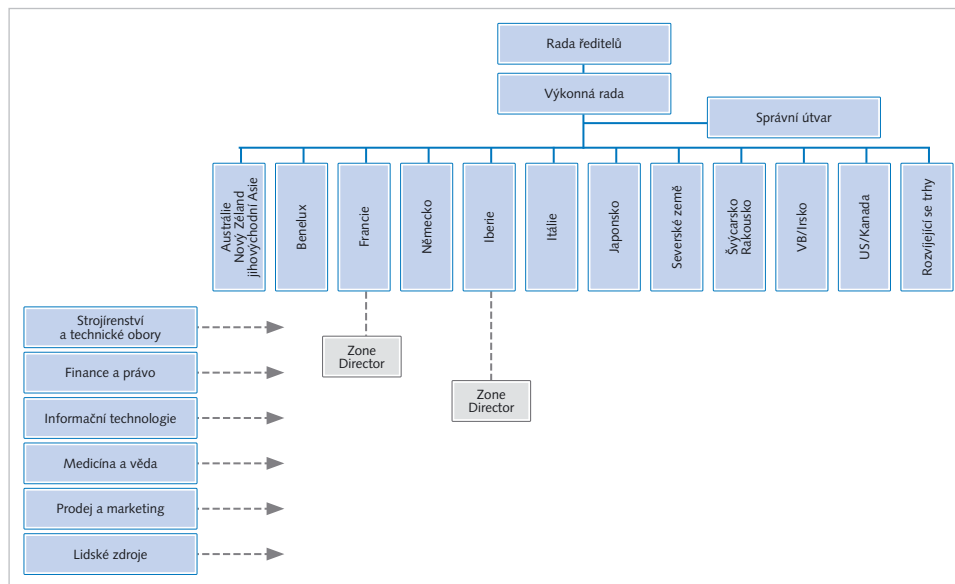 Rada ředitelů
Výkonná rada
Správní útvar
Austrálie
Nový Zéland
jihovýchodní Asie
Benelux
Francie
Německo
Iberie
Itálie
Japonsko
Severské země
Švýcarsko
Rakousko
VB/Irsko
US/Kanada
Rozvíjející se trhy
Strojírenství
a technické obory
Zone
Director
Finance a právo
Zone
Director
Informační technologie
Medicína a věda
Prodej a marketing
Lidské zdroje